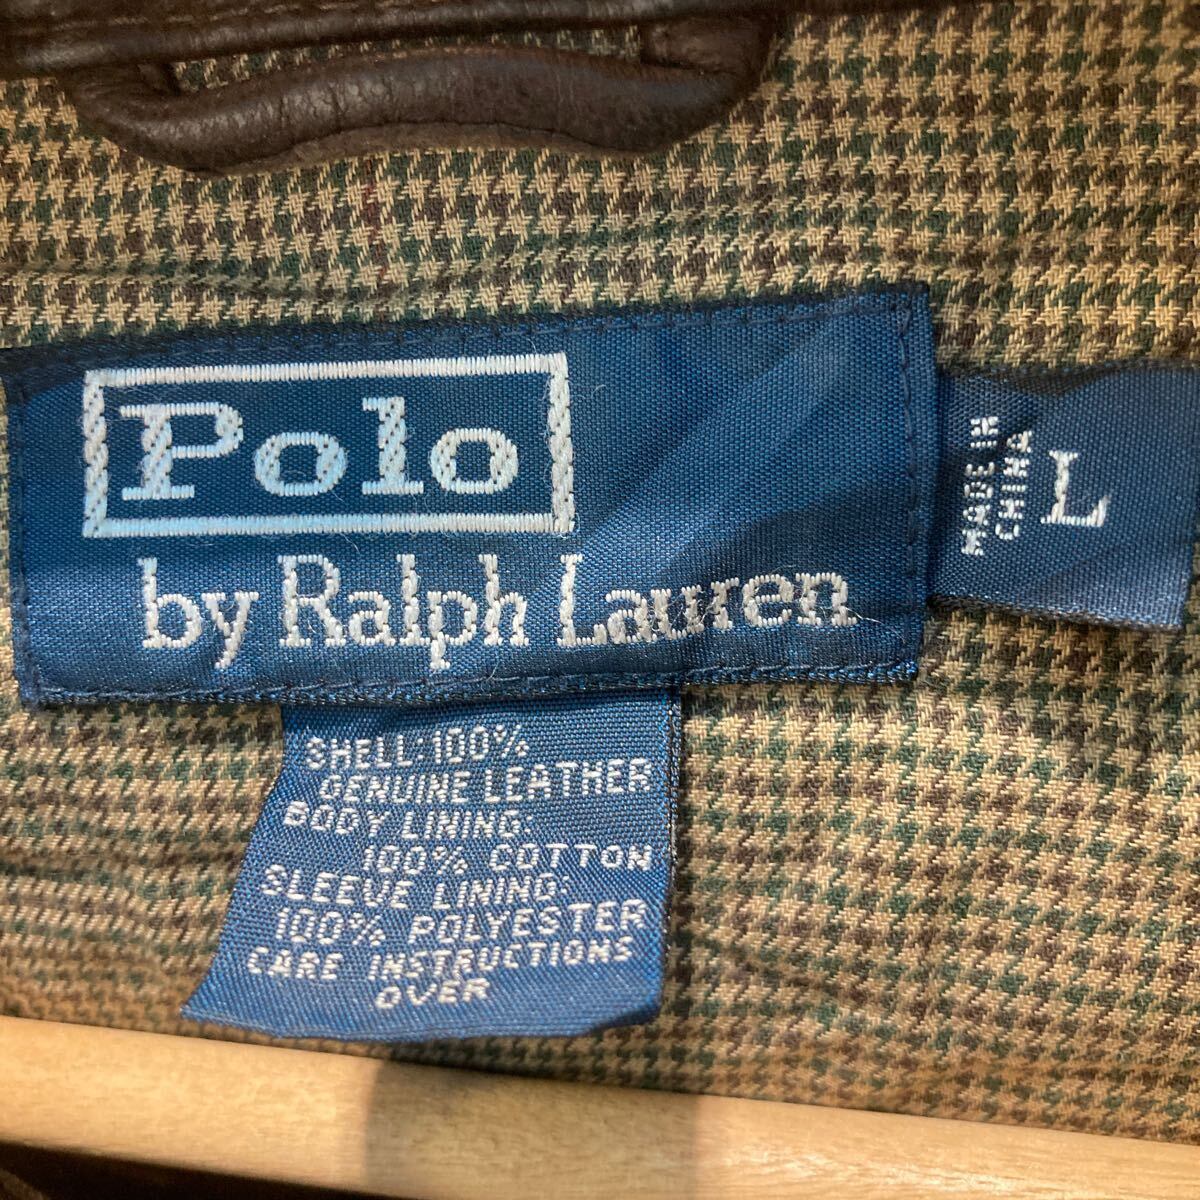 Polo
by Ralph Lauren
MADE IN
CHINA
L
SHELL:100%
GENUINE LEATHER
BODY LINING:
100% COTTON
SLEEVE LINING:
100% POLYESTER
CARE INSTRUCTIONS
OVER